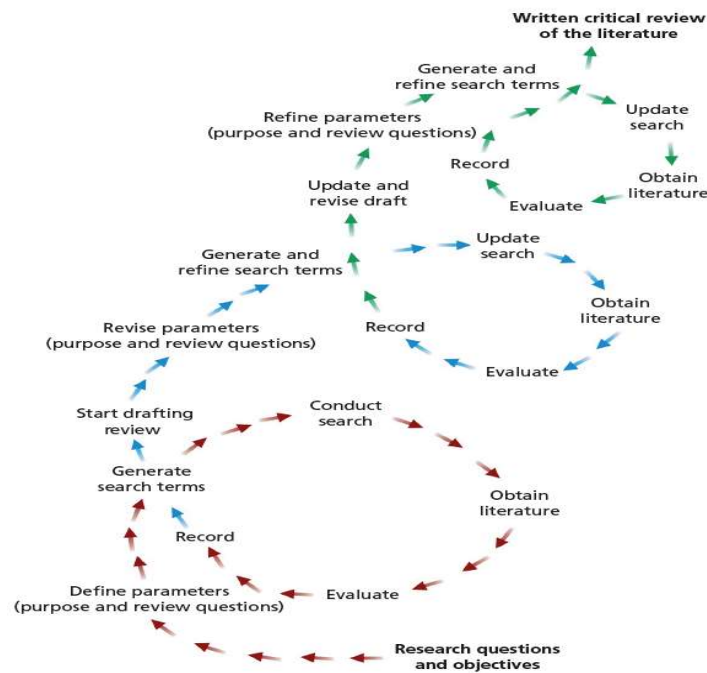 Written critical review
of the literature
Generate and
refine search terms
Update
search
Refine parameters
(purpose and review questions)
Record
Obtain
literature
Evaluate
Update and
revise draft
Generate and
refine search terms
Update
search
Obtain
literature
Record
Evaluate
Revise parameters
(purpose and review questions)
Start drafting
review
Conduct
search
Generate
search terms
Obtain
literature
Record
Evaluate
Define parameters
(purpose and review questions)
Research questions
and objectives